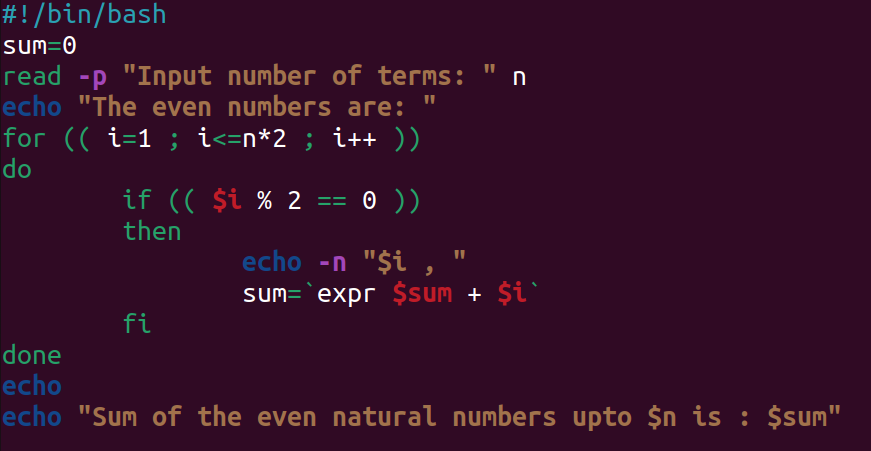 #!/bin/bash
sum=0
read -p "Input number of terms: " n
echo "The even numbers are: "
for (( i=1 ; i<=n*2 ; i++ ))
do
        if (( $i % 2 == 0 ))
        then
                echo -n "$i , "
                sum=`expr $sum + $i`
        fi
done
echo
echo "Sum of the even natural numbers upto $n is : $sum"